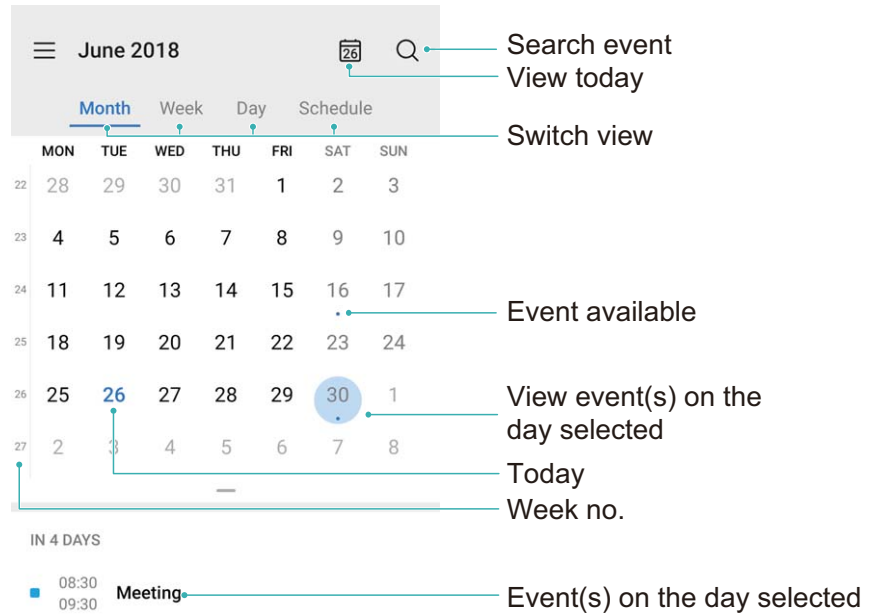 June 2018 26 Search event
View today
Month Week Day Schedule
Switch view
MON TUE WED THU FRI SAT SUN
22 28 29 30 31 1 2 3
23 4 5 6 7 8 9 10
24 11 12 13 14 15 16 17
Event available
25 18 19 20 21 22 23 24
26 25 26 27 28 29 30 1
View event(s) on the
day selected
27 2 3 4 5 6 7 8
Today
Week no.
IN 4 DAYS
08:30
09:30 Meeting
Event(s) on the day selected